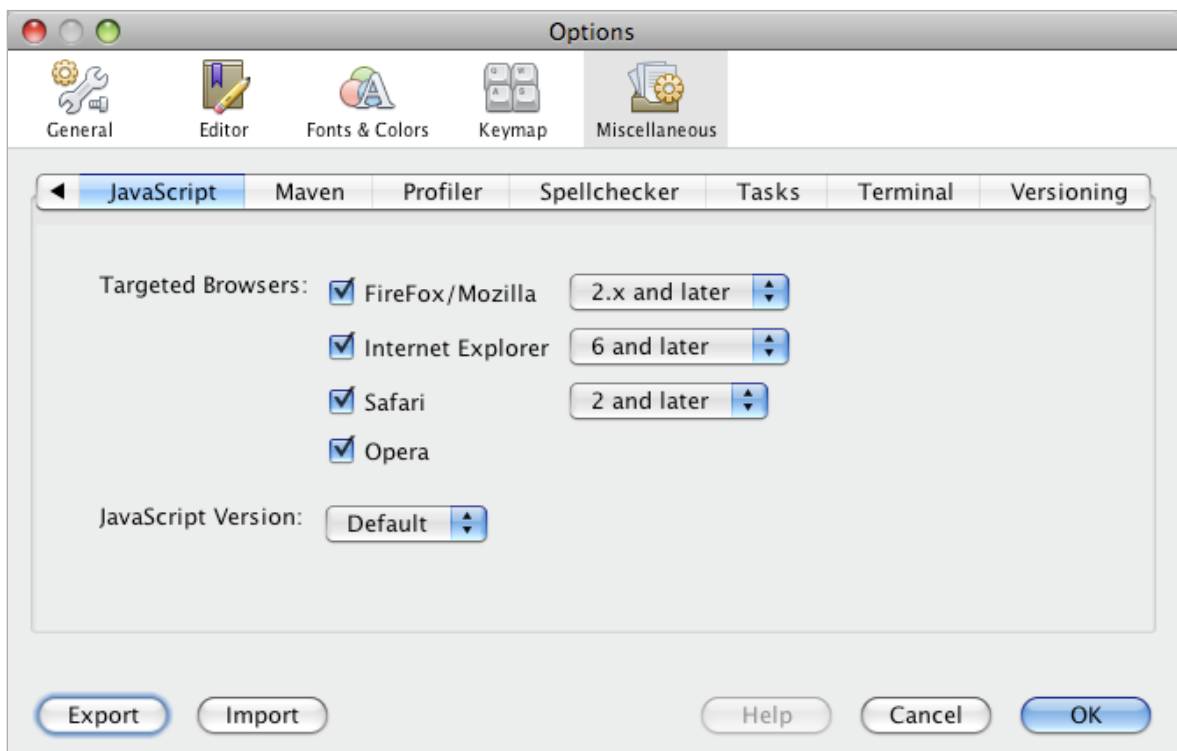 Options
General Editor Fonts & Colors Keymap Miscellaneous
JavaScript Maven Profiler Spellchecker Tasks Terminal Versioning
Targeted Browsers: FireFox/Mozilla 2.x and later
Internet Explorer 6 and later
Safari 2 and later
Opera
JavaScript Version: Default
Export Import Help Cancel OK